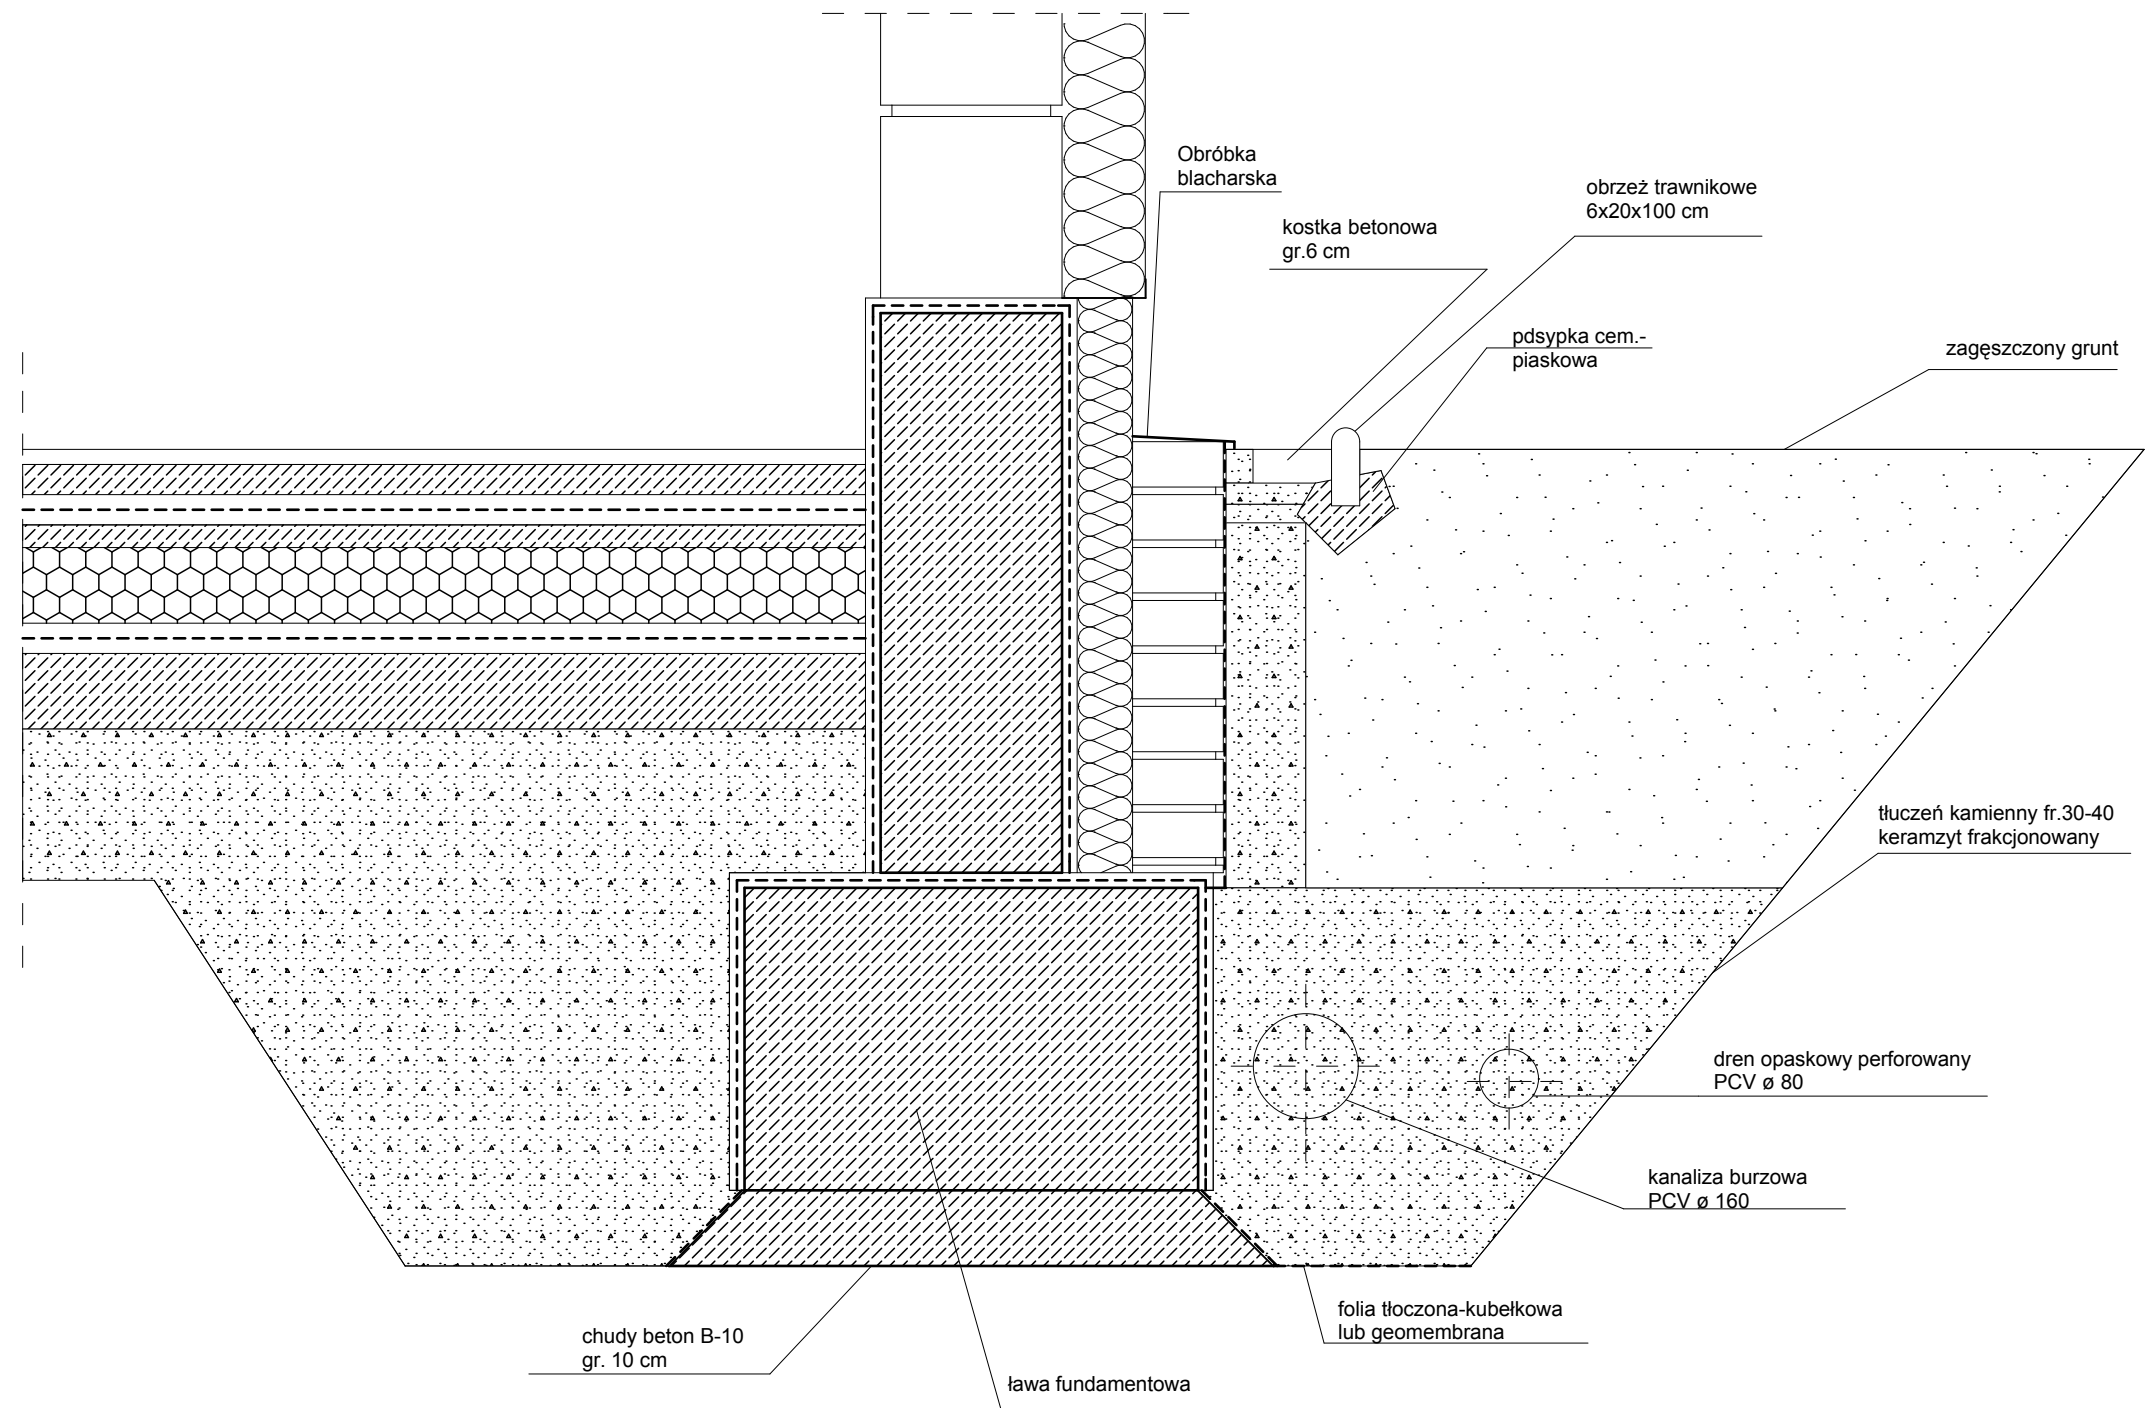 Obróbka
blacharska
obrzeż trawnikowe
6x20x100 cm
kostka betonowa
gr.6 cm
pdsypka cem.-
piaskowa
zagęszczony grunt
tłuczeń kamienny fr.30-40
keramzyt frakcjonowany
dren opaskowy perforowany
PCV ø 80
kanaliza burzowa
PCV ø 160
folia tłoczona-kubełkowa
lub geomembrana
chudy beton B-10
gr. 10 cm
ława fundamentowa